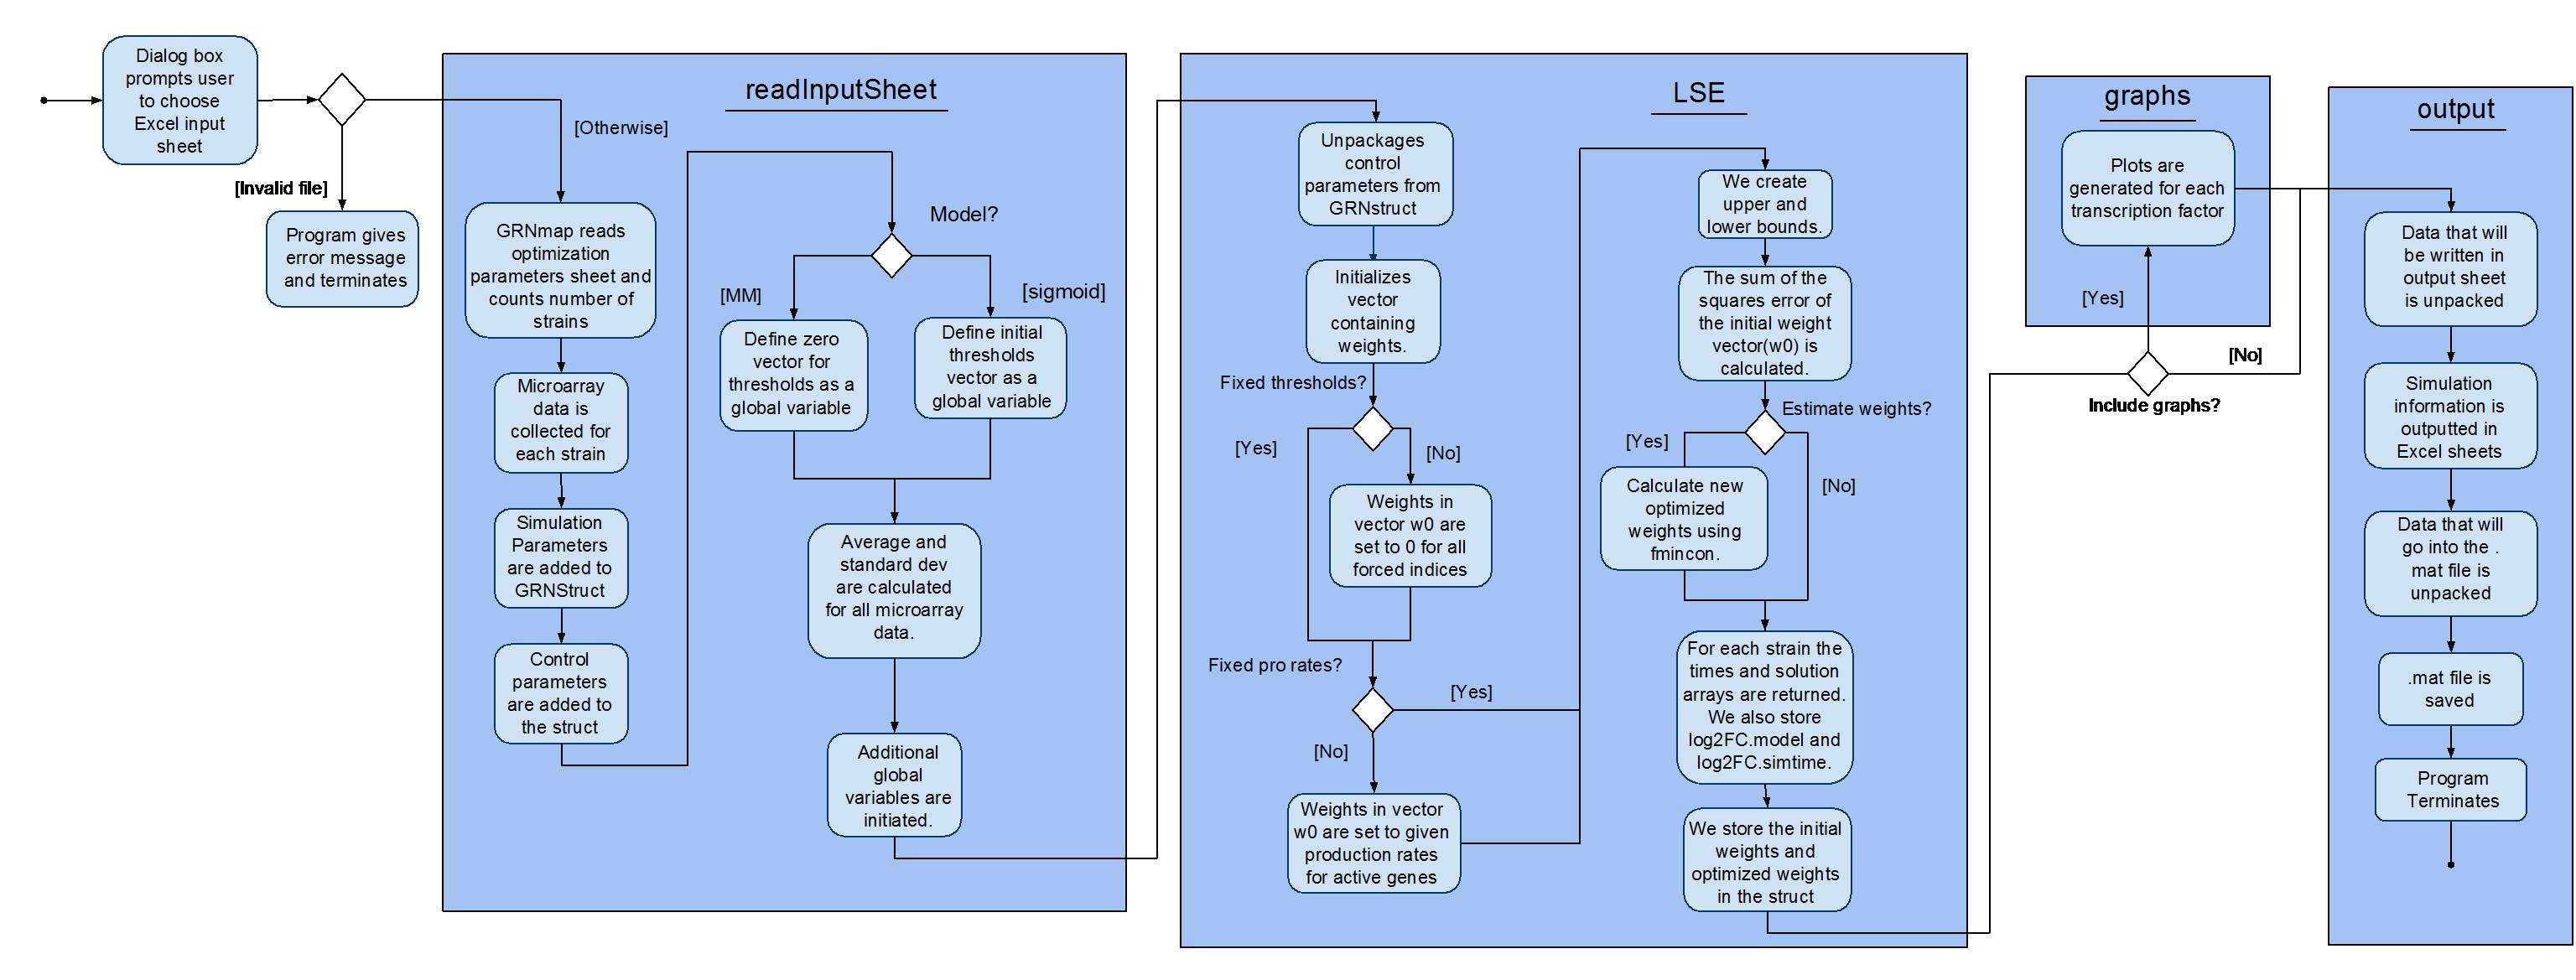 Dialog box
prompts user
to choose
Excel input
sheet
[Invalid file]
Program gives
error message
and terminates
readInputSheet
[Otherwise]
GRNmap reads
optimization
parameters sheet and
counts number of
strains
Microarray
data is
collected for
each strain
Simulation
Parameters
are added to
GRNStruct
Control
parameters
are added to
the struct
Model?
[MM]
[sigmoid]
Define zero
vector for
thresholds as a
global variable
Define initial
thresholds
vector as a
global variable
Average and
standard dev
are calculated
for all microarray
data.
Additional
global
variables are
initiated.
LSE
Unpackages
control
parameters from
GRNstruct
Initializes
vector
containing
weights.
Fixed thresholds?
[Yes]
[No]
Weights in
vector w0 are
set to 0 for all
forced indices
Fixed pro rates?
[Yes]
[No]
Weights in vector
w0 are set to given
production rates
for active genes
We create
upper and
lower bounds.
The sum of the
squares error of
the initial weight
vector(w0) is
calculated.
Estimate weights?
[Yes]
[No]
Calculate new
optimized
weights using
fmincon.
For each strain the
times and solution
arrays are returned.
We also store
log2FC.model and
log2FC.simtime.
We store the initial
weights and
optimized weights
in the struct
graphs
Plots are
generated for each
transcription factor
[Yes]
[No]
Include graphs?
output
Data that will
be written in
output sheet
is unpacked
Simulation
information is
outputted in
Excel sheets
Data that will
go into the .
mat file is
unpacked
.mat file is
saved
Program
Terminates